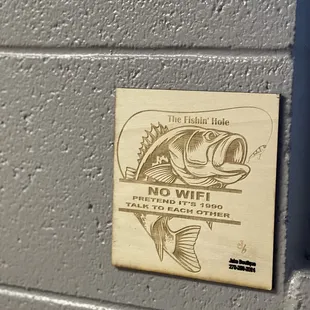 The Fishin' Hole
NO WIFI
PRETEND IT'S 1990
TALK TO EACH OTHER